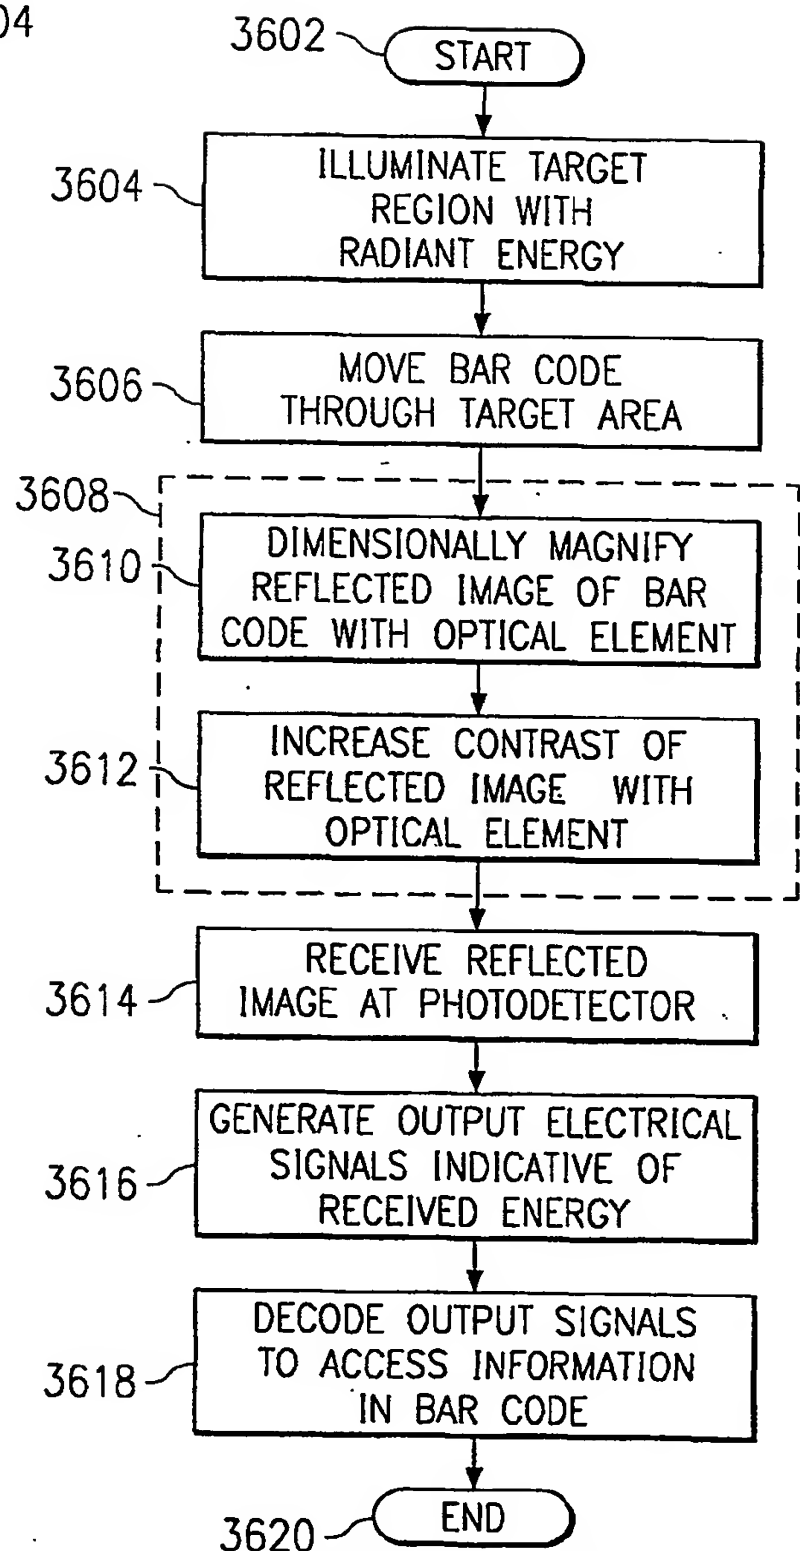 04
3602
START
3604
ILLUMINATE TARGET
REGION WITH
RADIANT ENERGY
3606
MOVE BAR CODE
THROUGH TARGET AREA
3608
3610
DIMENSIONALLY MAGNIFY
REFLECTED IMAGE OF BAR
CODE WITH OPTICAL ELEMENT
3612
INCREASE CONTRAST OF
REFLECTED IMAGE WITH
OPTICAL ELEMENT
3614
RECEIVE REFLECTED
IMAGE AT PHOTODETECTOR
3616
GENERATE OUTPUT ELECTRICAL
SIGNALS INDICATIVE OF
RECEIVED ENERGY
3618
DECODE OUTPUT SIGNALS
TO ACCESS INFORMATION
IN BAR CODE
3620
END